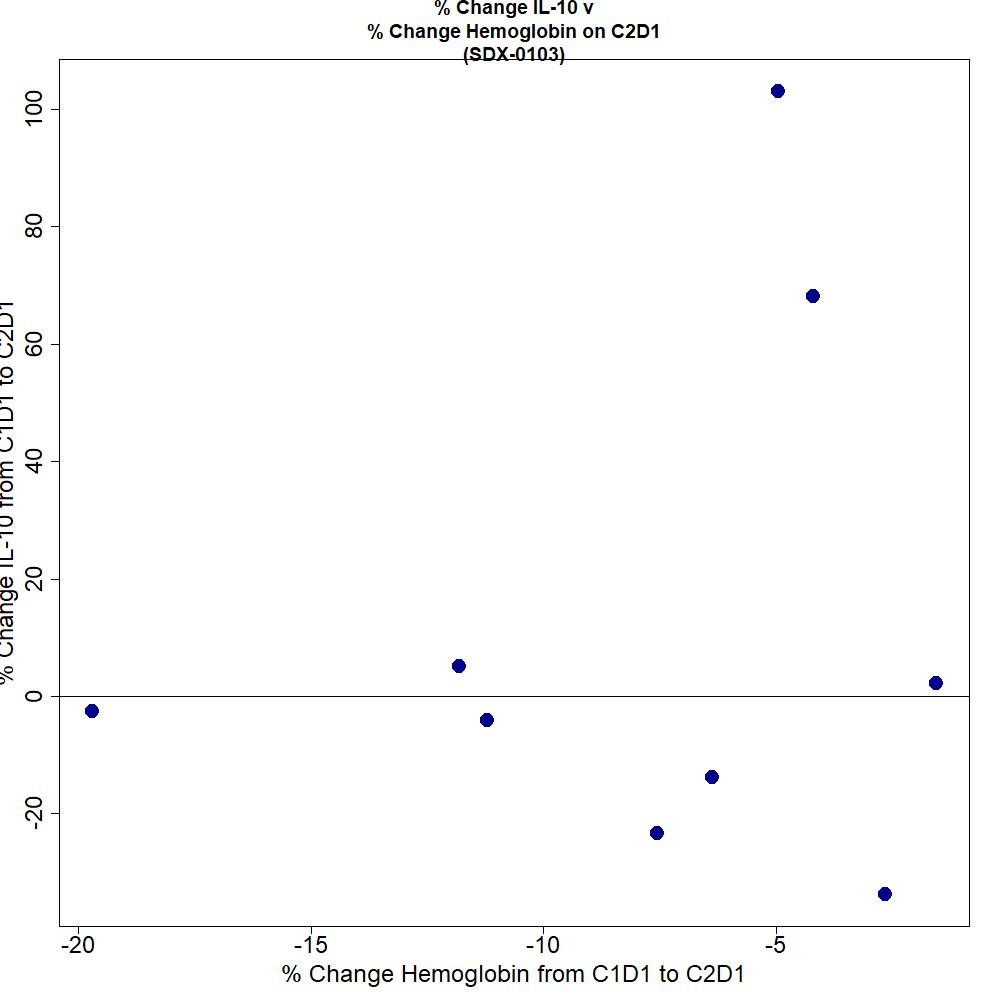 % Change IL-10 v
% Change Hemoglobin on C2D1
(SDX-0103)
% Change IL-10 from C1D1 to C2D1
100
80
60
40
20
0
-20
-20
-15
-10
-5
% Change Hemoglobin from C1D1 to C2D1